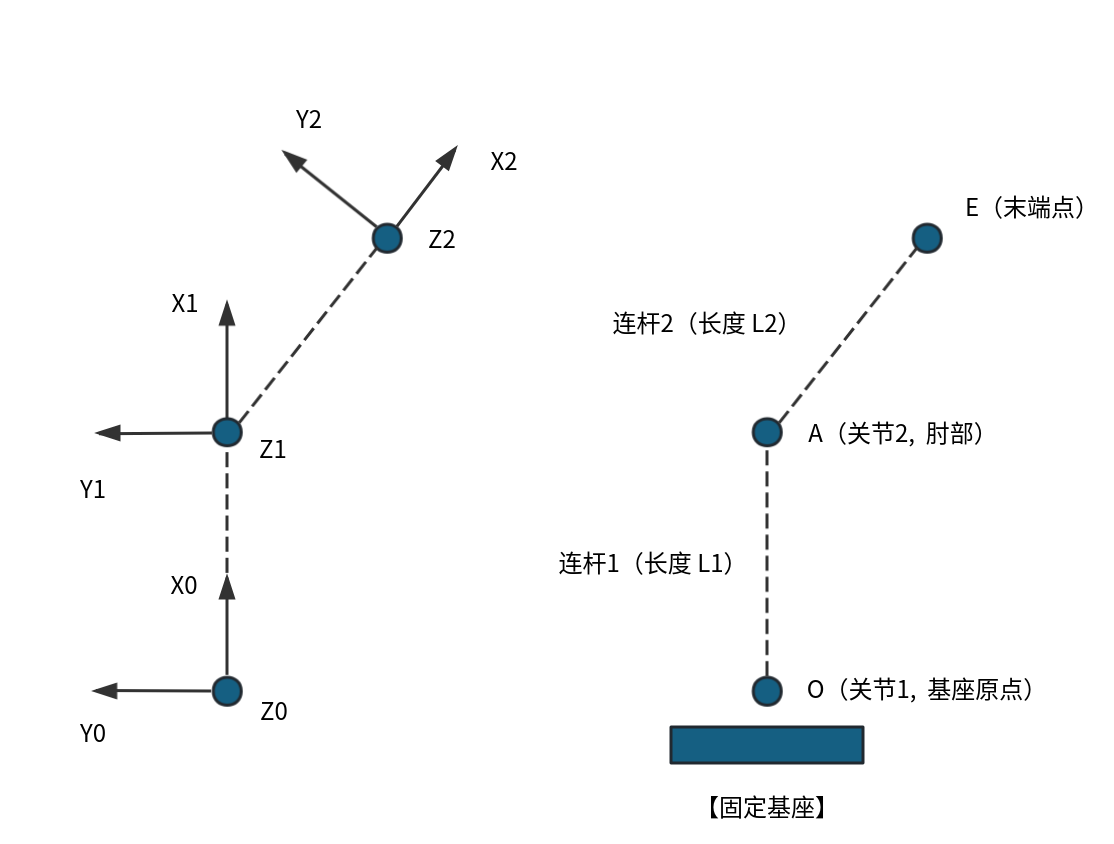 Y2
X2
Z2
X1
Z1
Y1
X0
Z0
Y0
E（末端点）
连杆2（长度 L2）
A（关节2, 肘部）
连杆1（长度 L1）
O（关节1, 基座原点）
【固定基座】